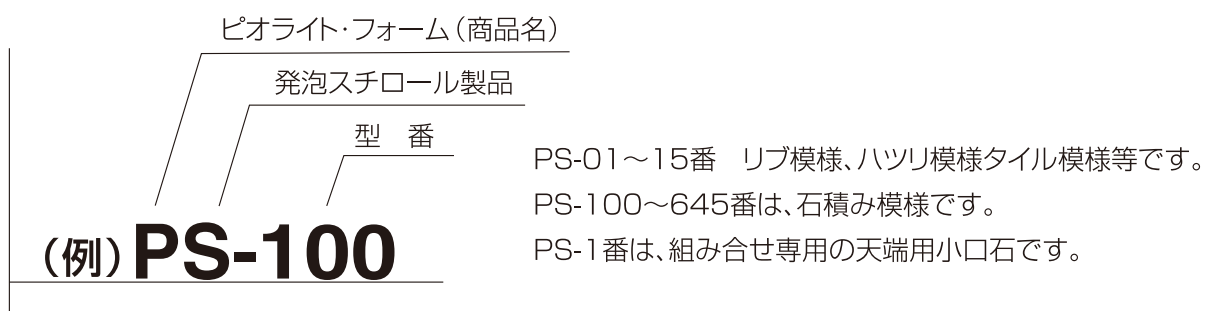 ピオライト・フォーム（商品名）
発泡スチロール製品
型　番
（例）PS-100
PS-01～15番　リブ模様、ハツリ模様タイル模様等です。
PS-100～645番は、石積み模様です。
PS-1番は、組み合せ専用の天端用小口石です。